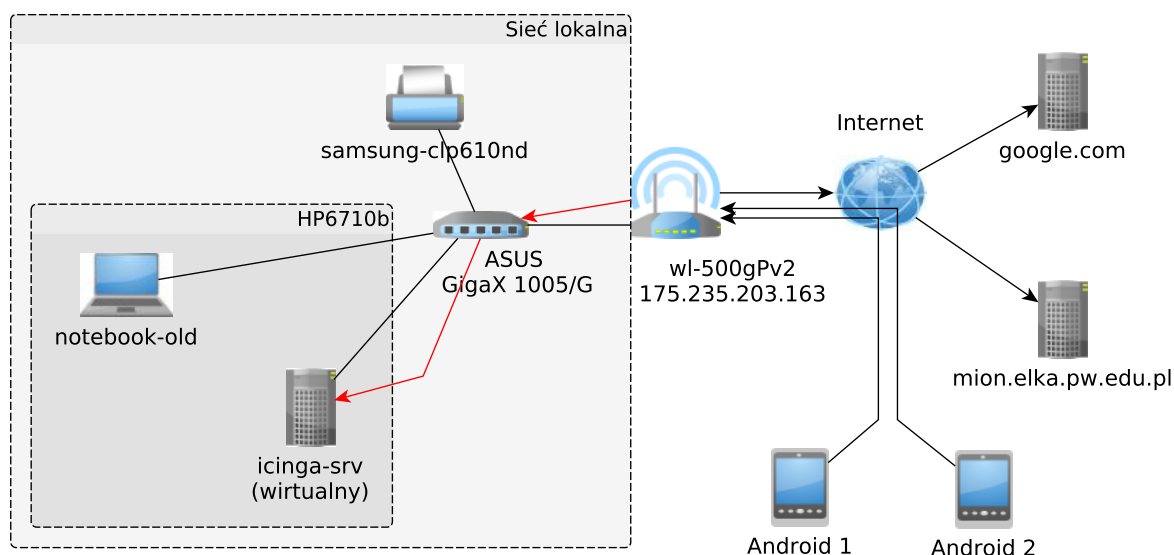 Sieć lokalna
samsung-clp610nd
HP6710b
ASUS
GigaX 1005/G
notebook-old
icinga-srv
(wirtualny)
wl-500gPv2
175.235.203.163
Internet
google.com
mion.elka.pw.edu.pl
Android 1
Android 2